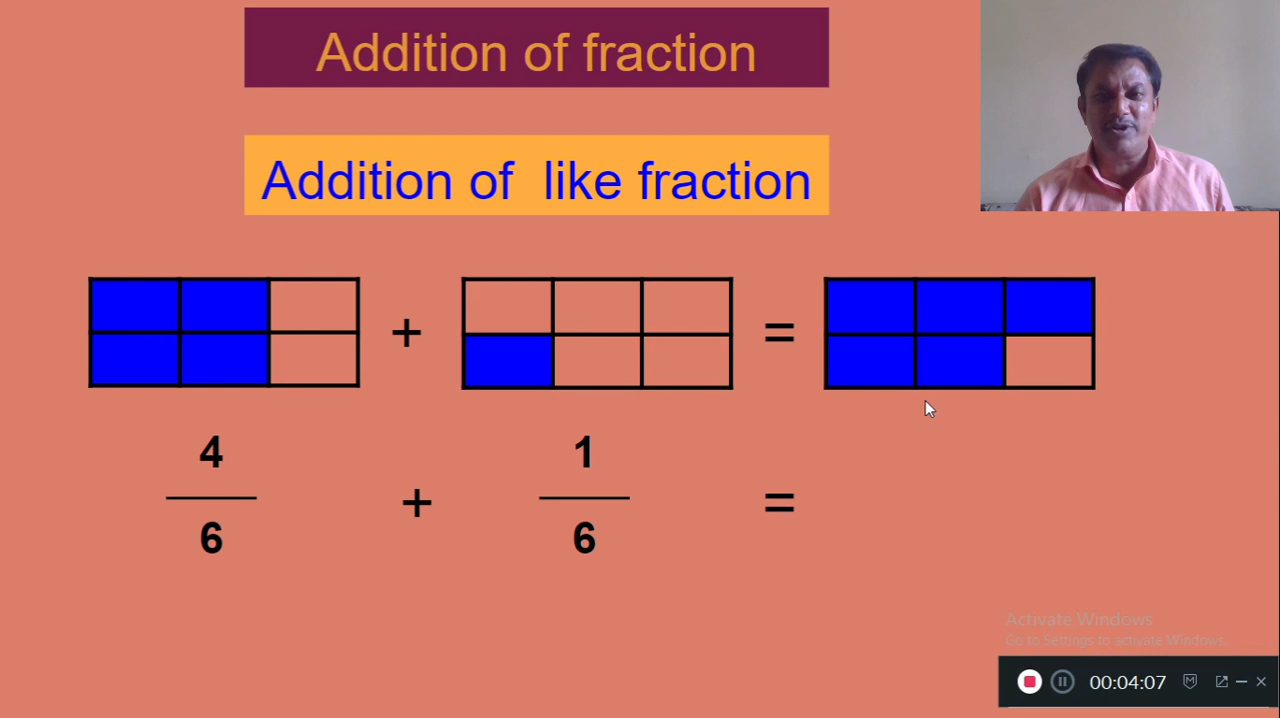 Addition of fraction
Addition of like fraction
+ =
4 + 1 =
6 6
Activate Windows
Go to Settings to activate Windows.
00:04:07